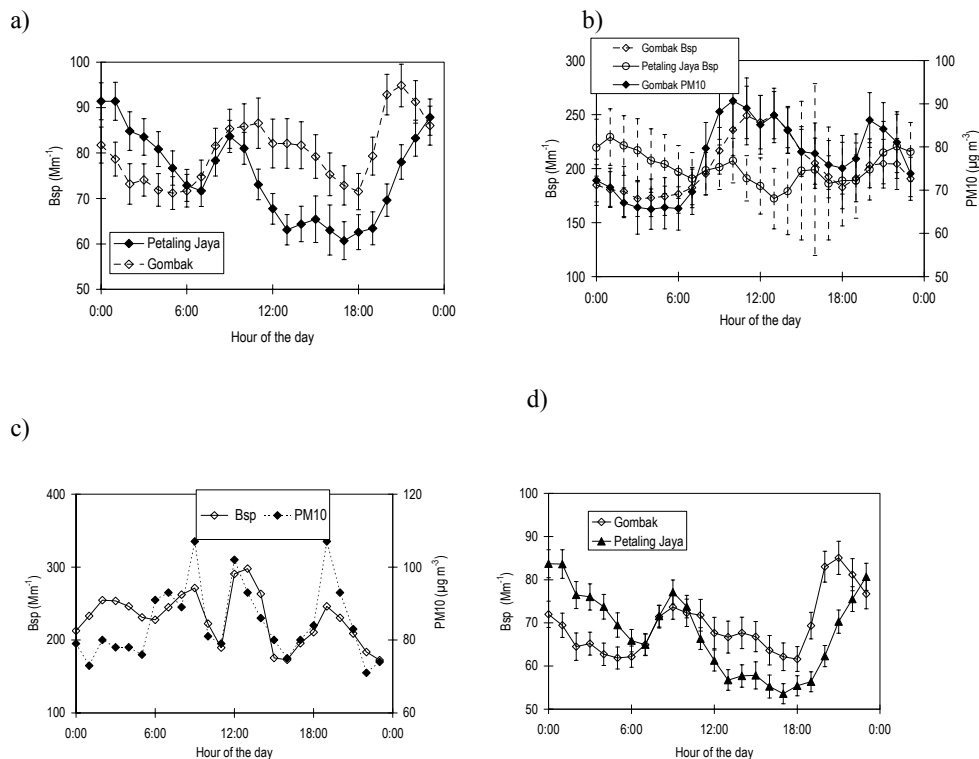 a)
100
90
80
70
60
50
Bsp (Mm-1)
Petaling Jaya
Gombak
0:00 6:00 12:00 18:00 0:00
Hour of the day
b)
Gombak Bsp
Petaling Jaya Bsp
Gombak PM10
300
250
200
150
100
Bsp (Mm-1)
100
90
80
70
60
50
PM10 (µg m-3)
0:00 6:00 12:00 18:00 0:00
Hour of the day
c)
400
300
200
100
Bsp (Mm-1)
Bsp PM10
120
100
80
60
PM10 (µg m-3)
0:00 6:00 12:00 18:00 0:00
Hour of the day
d)
100
90
80
70
60
50
Bsp (Mm-1)
Gombak
Petaling Jaya
0:00 6:00 12:00 18:00 0:00
Hour of the day